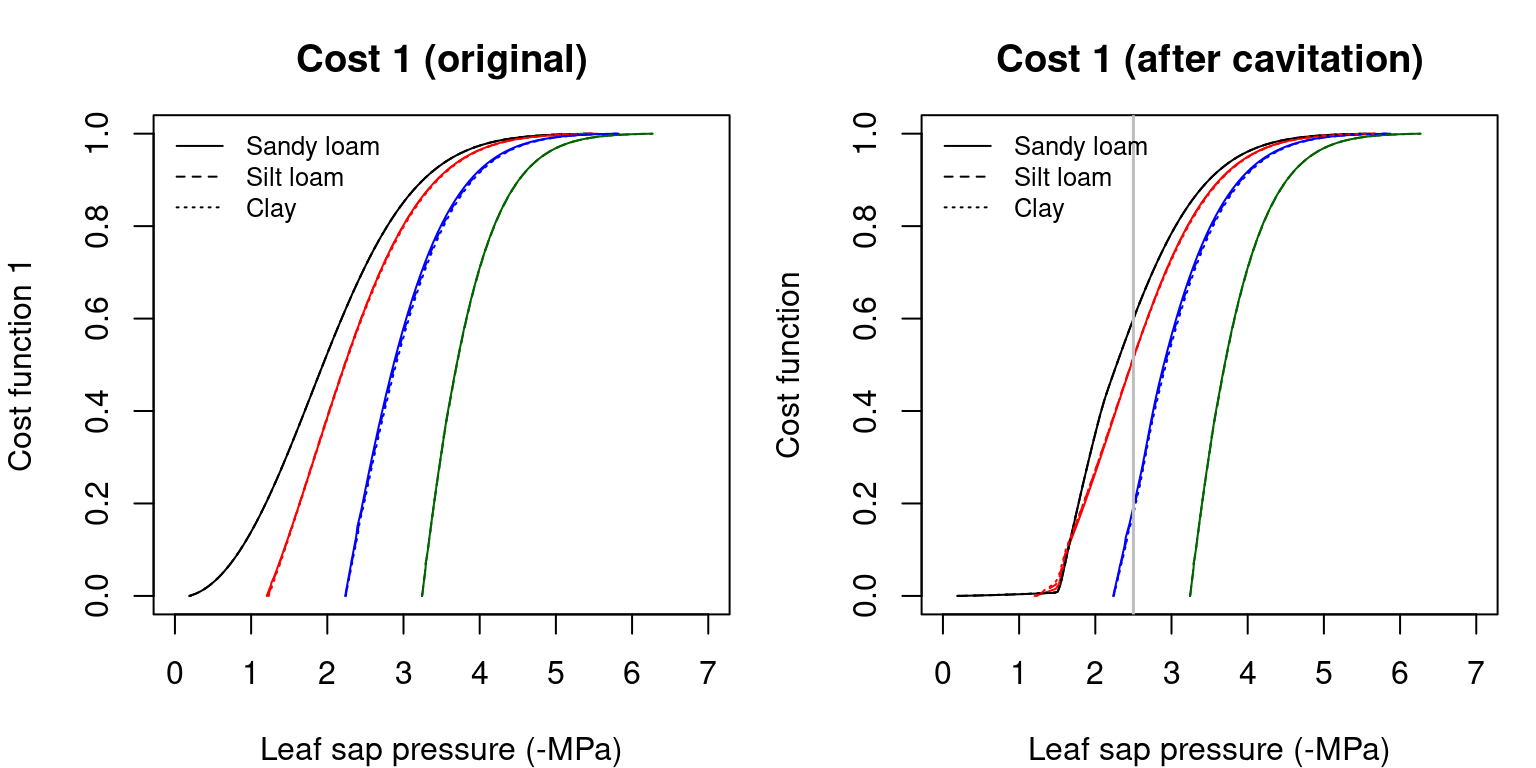 Cost 1 (original)
Cost function 1
1.0
0.8
0.6
0.4
0.2
0.0
Sandy loam
Silt loam
Clay
0 1 2 3 4 5 6 7
Leaf sap pressure (-MPa)
Cost 1 (after cavitation)
Cost function
1.0
0.8
0.6
0.4
0.2
0.0
Sandy loam
Silt loam
Clay
0 1 2 3 4 5 6 7
Leaf sap pressure (-MPa)